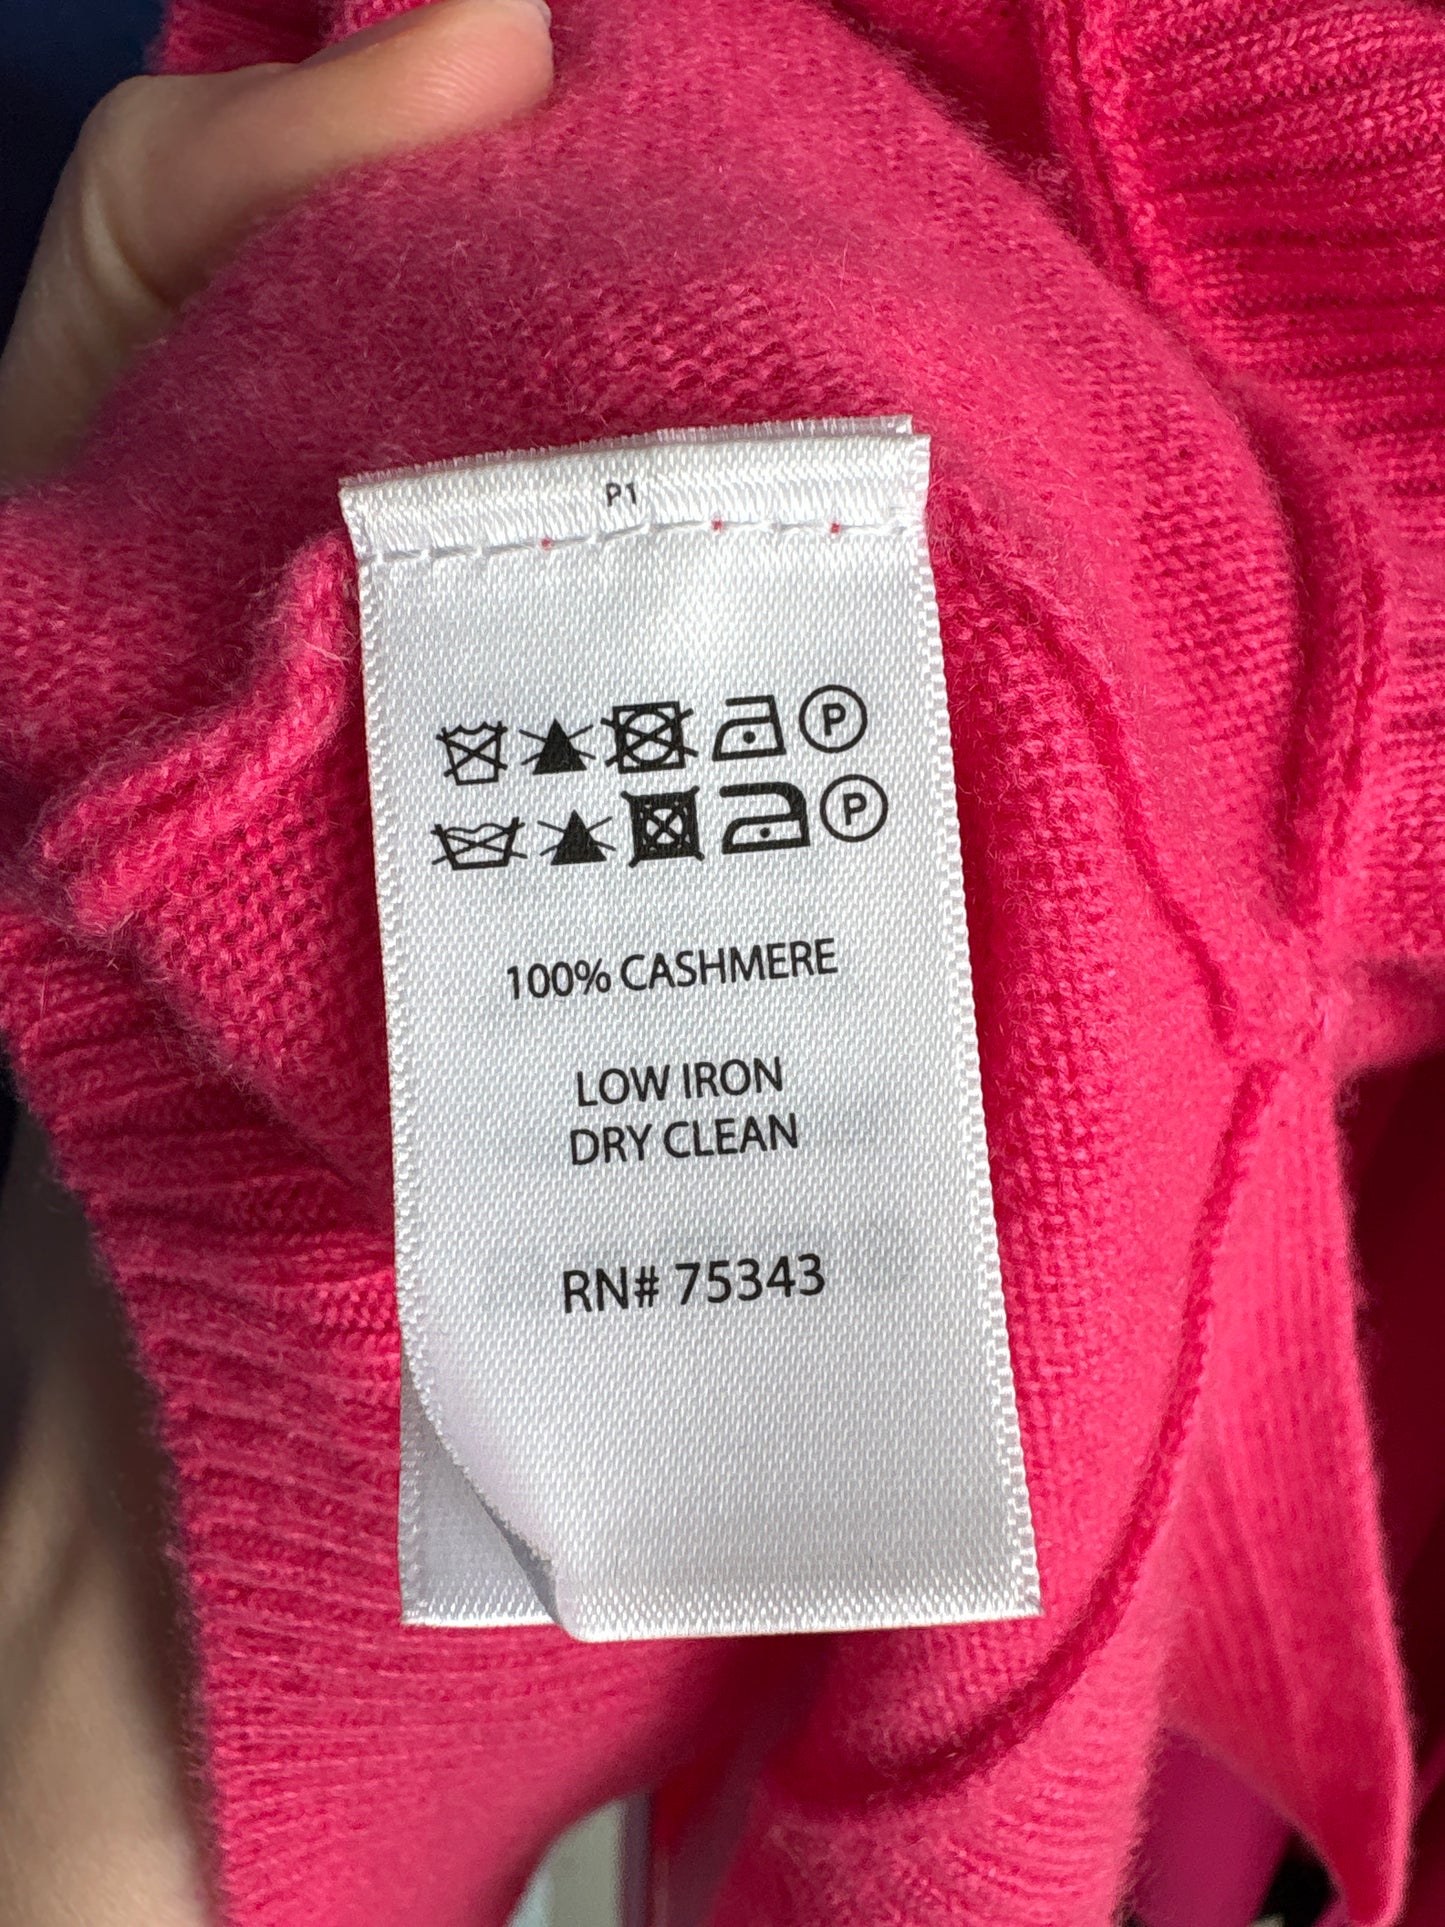 P1
P
P
100% CASHMERE
LOW IRON
DRY CLEAN
RN# 75343